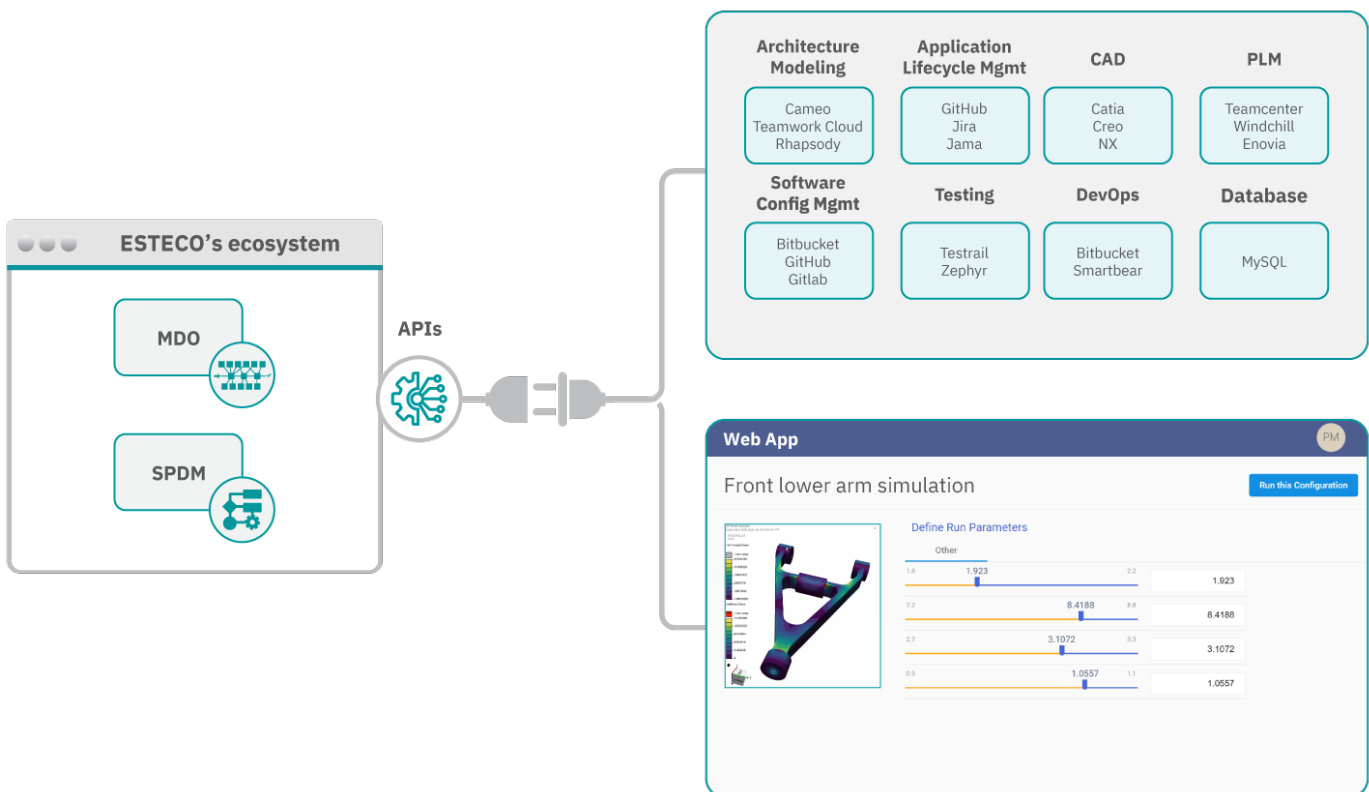 Architecture
Modeling
Application
Lifecycle Mgmt
CAD
PLM
Cameo
Teamwork Cloud
Rhapsody
GitHub
Jira
Jama
Catia
Creo
NX
Teamcenter
Windchill
Enovia
Software
Config Mgmt
Testing
DevOps
Database
Bitbucket
GitHub
Gitlab
Testrail
Zephyr
Bitbucket
Smartbear
MySQL
ESTECO’s ecosystem
MDO
SPDM
APIs
Web App
PM
Front lower arm simulation
Run this Configuration
Define Run Parameters
Other
1.8 1.923 2.2
1.923
7.2 8.4188 8.8
8.4188
2.7 3.1072 3.3
3.1072
0.9 1.0557 1.1
1.0557